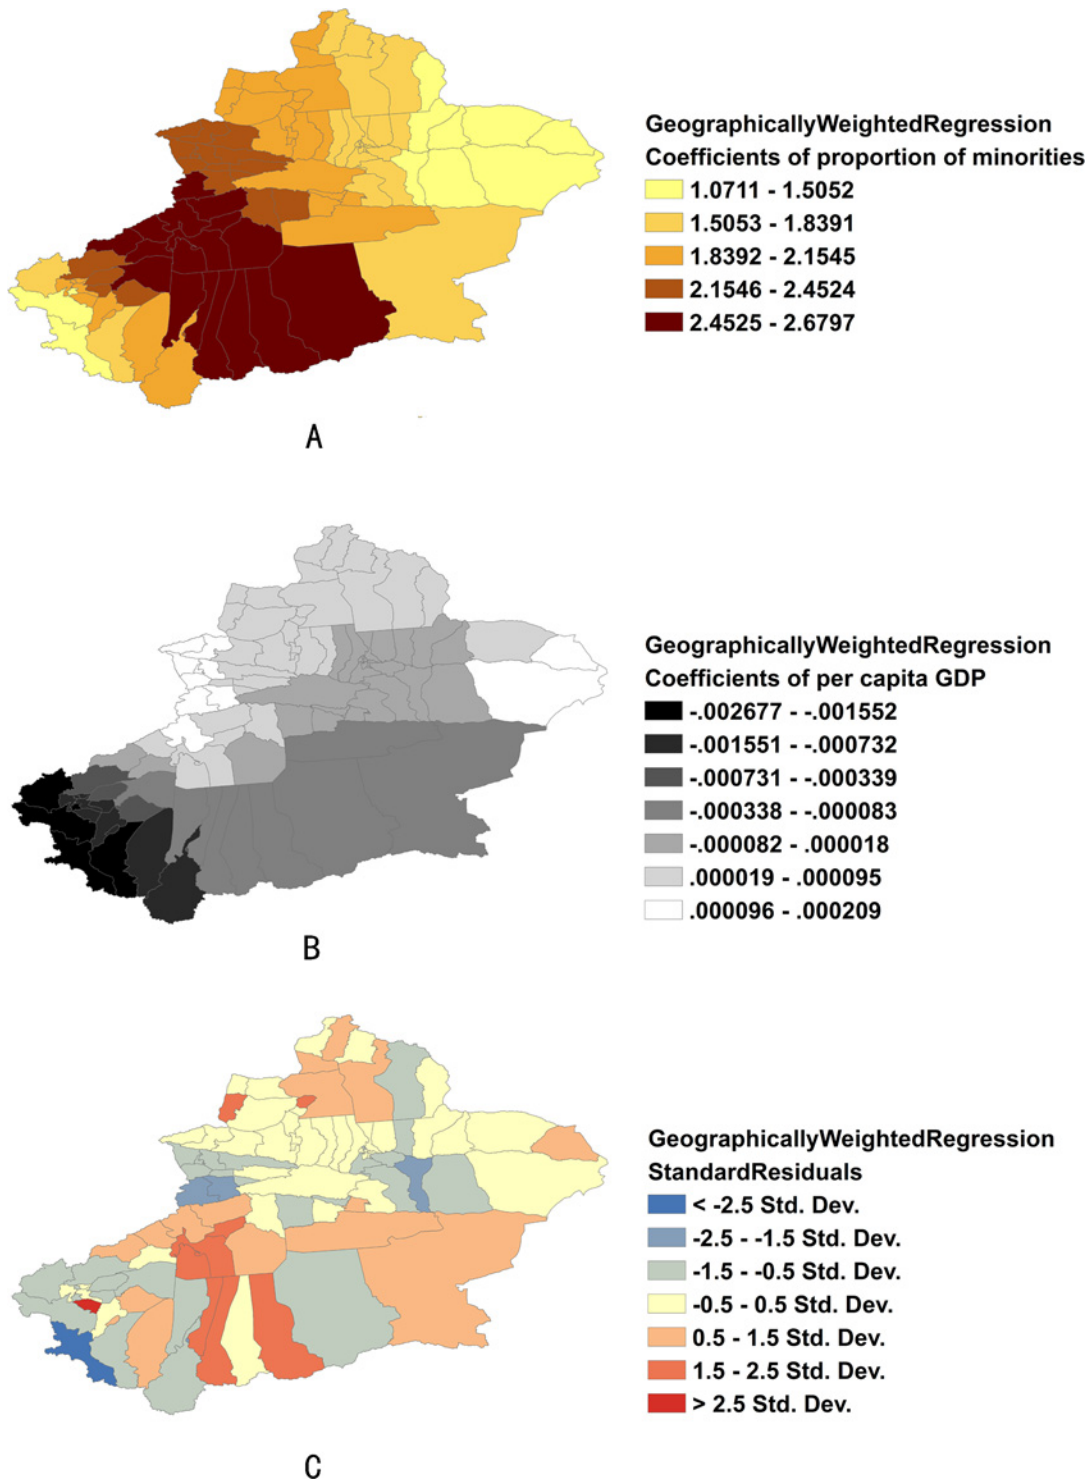 GeographicallyWeightedRegression
Coefficients of proportion of minorities
1.0711 - 1.5052
1.5053 - 1.8391
1.8392 - 2.1545
2.1546 - 2.4524
2.4525 - 2.6797
A
GeographicallyWeightedRegression
Coefficients of per capita GDP
-.002677 - -.001552
-.001551 - -.000732
-.000731 - -.000339
-.000338 - -.000083
-.000082 - .000018
.000019 - .000095
.000096 - .000209
B
GeographicallyWeightedRegression
StandardResiduals
< -2.5 Std. Dev.
-2.5 - -1.5 Std. Dev.
-1.5 - -0.5 Std. Dev.
-0.5 - 0.5 Std. Dev.
0.5 - 1.5 Std. Dev.
1.5 - 2.5 Std. Dev.
> 2.5 Std. Dev.
C